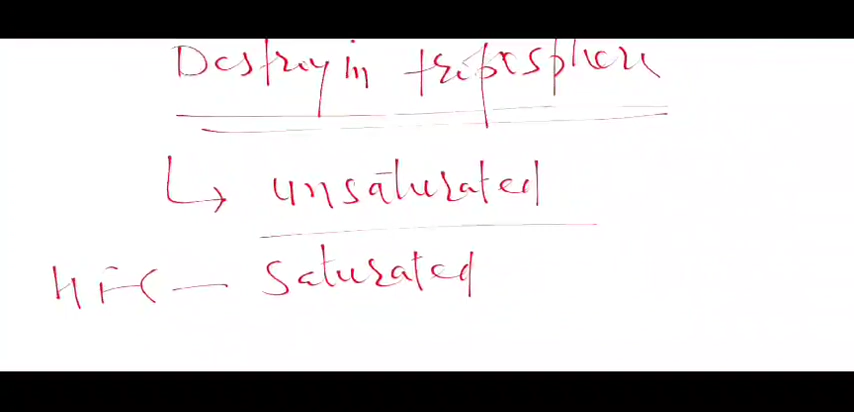 Destroy in troposphere
↳ unsaturated
HFC — saturated